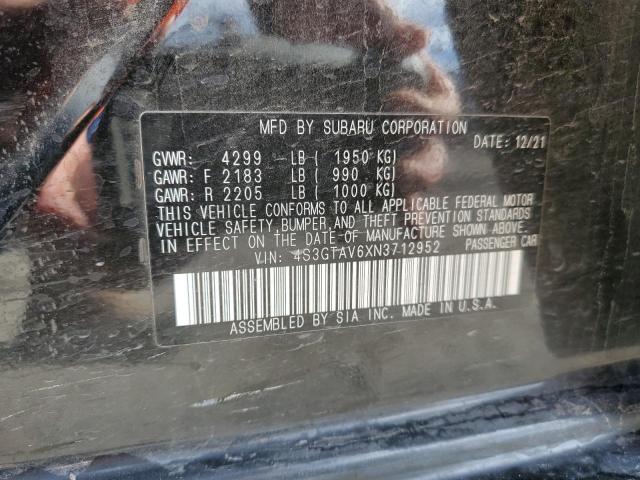 MFD BY SUBARU CORPORATION
DATE: 12/21
GVWR: 4299 LB ( 1950 KG)
GAWR: F 2183 LB ( 990 KG)
GAWR: R 2205 LB ( 1000 KG)
THIS VEHICLE CONFORMS TO ALL APPLICABLE FEDERAL MOTOR
VEHICLE SAFETY,BUMPER,AND THEFT PREVENTION STANDARDS
IN EFFECT ON THE DATE OF MANUFACTURE SHOWN ABOVE.
VIN: 4S3GTAV6XN3712952 PASSENGER CAR
ASSEMBLED BY SIA INC. MADE IN U.S.A.